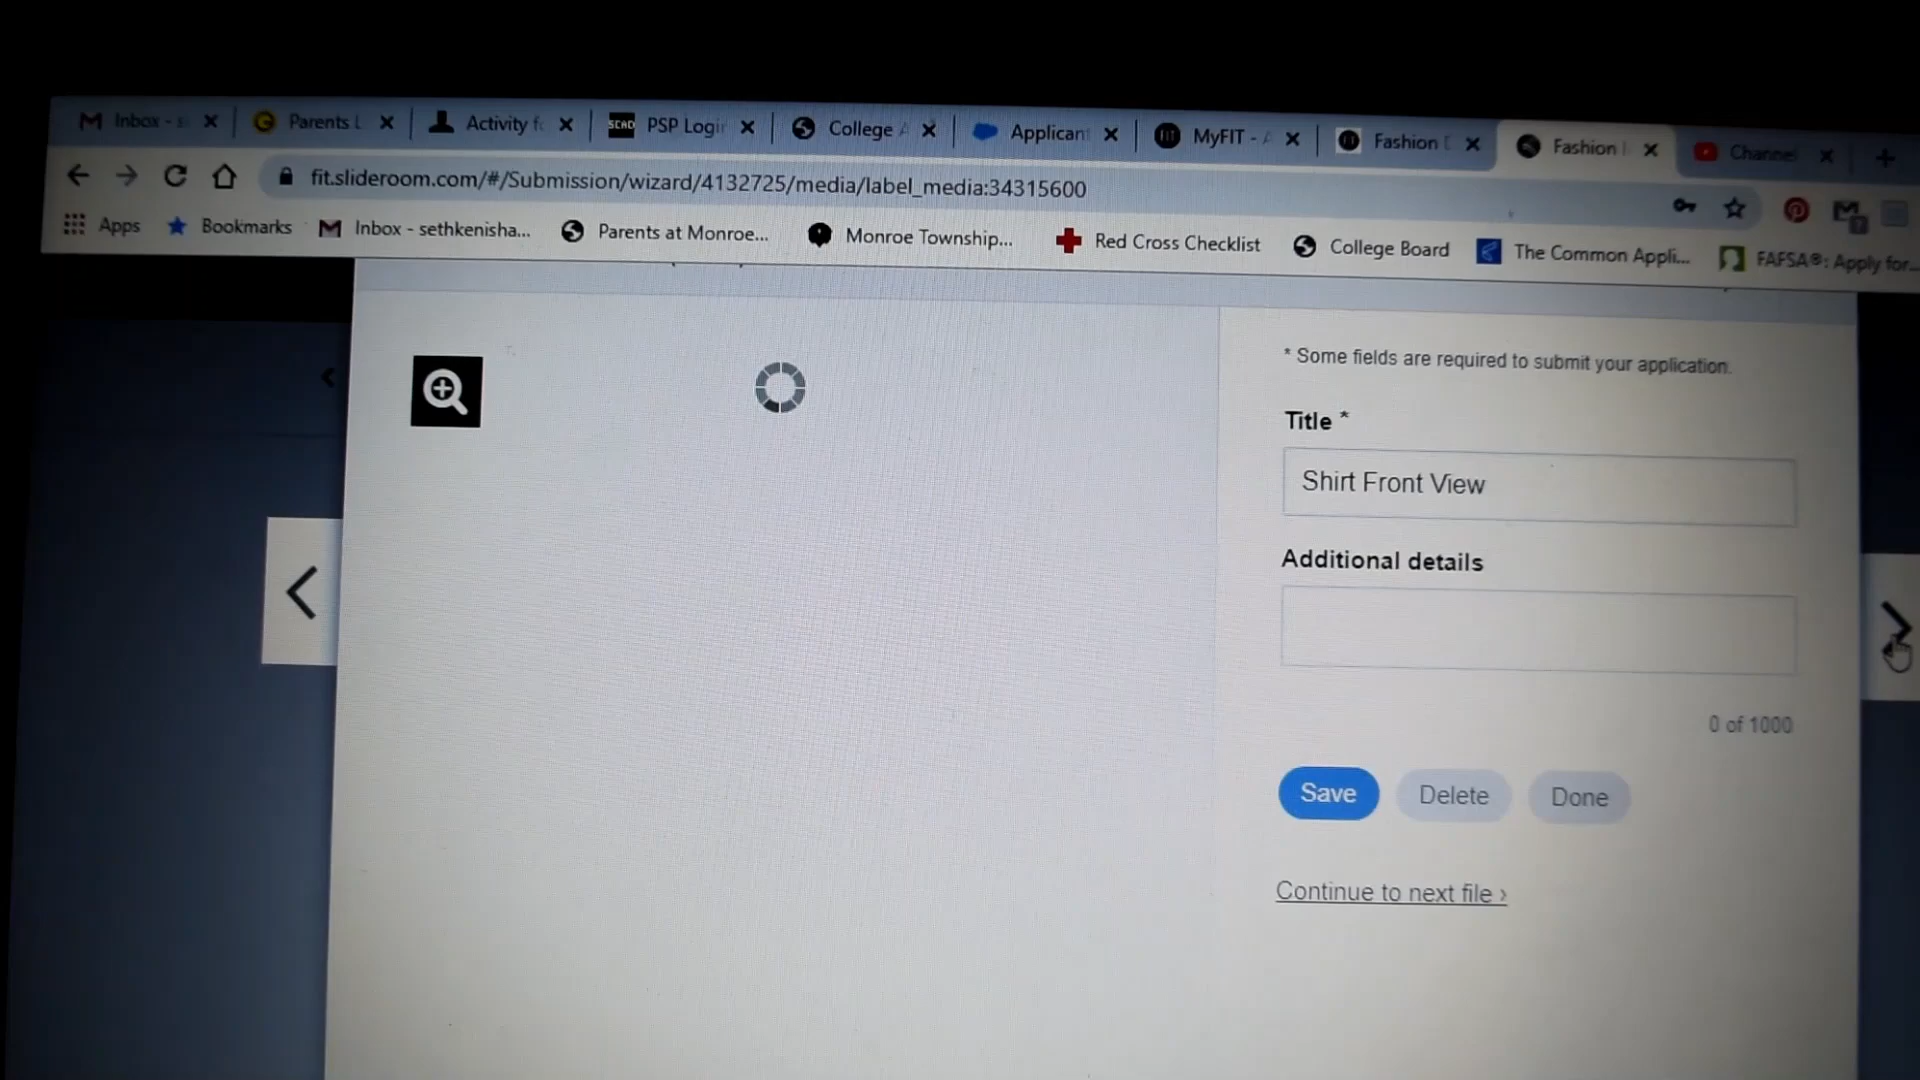 Inbox - s
Parents L
Activity f
SCAD PSP Login
College A
Applican
MyFIT - A
Fashion D
Fashion I
Channel
fit.slideroom.com/#/Submission/wizard/4132725/media/label_media:34315600
Apps
Bookmarks
Inbox - sethkenisha...
Parents at Monroe...
Monroe Township...
Red Cross Checklist
College Board
The Common Appli...
FAFSA®: Apply for...
* Some fields are required to submit your application.
Title *
Shirt Front View
Additional details
0 of 1000
Save
Delete
Done
Continue to next file ›